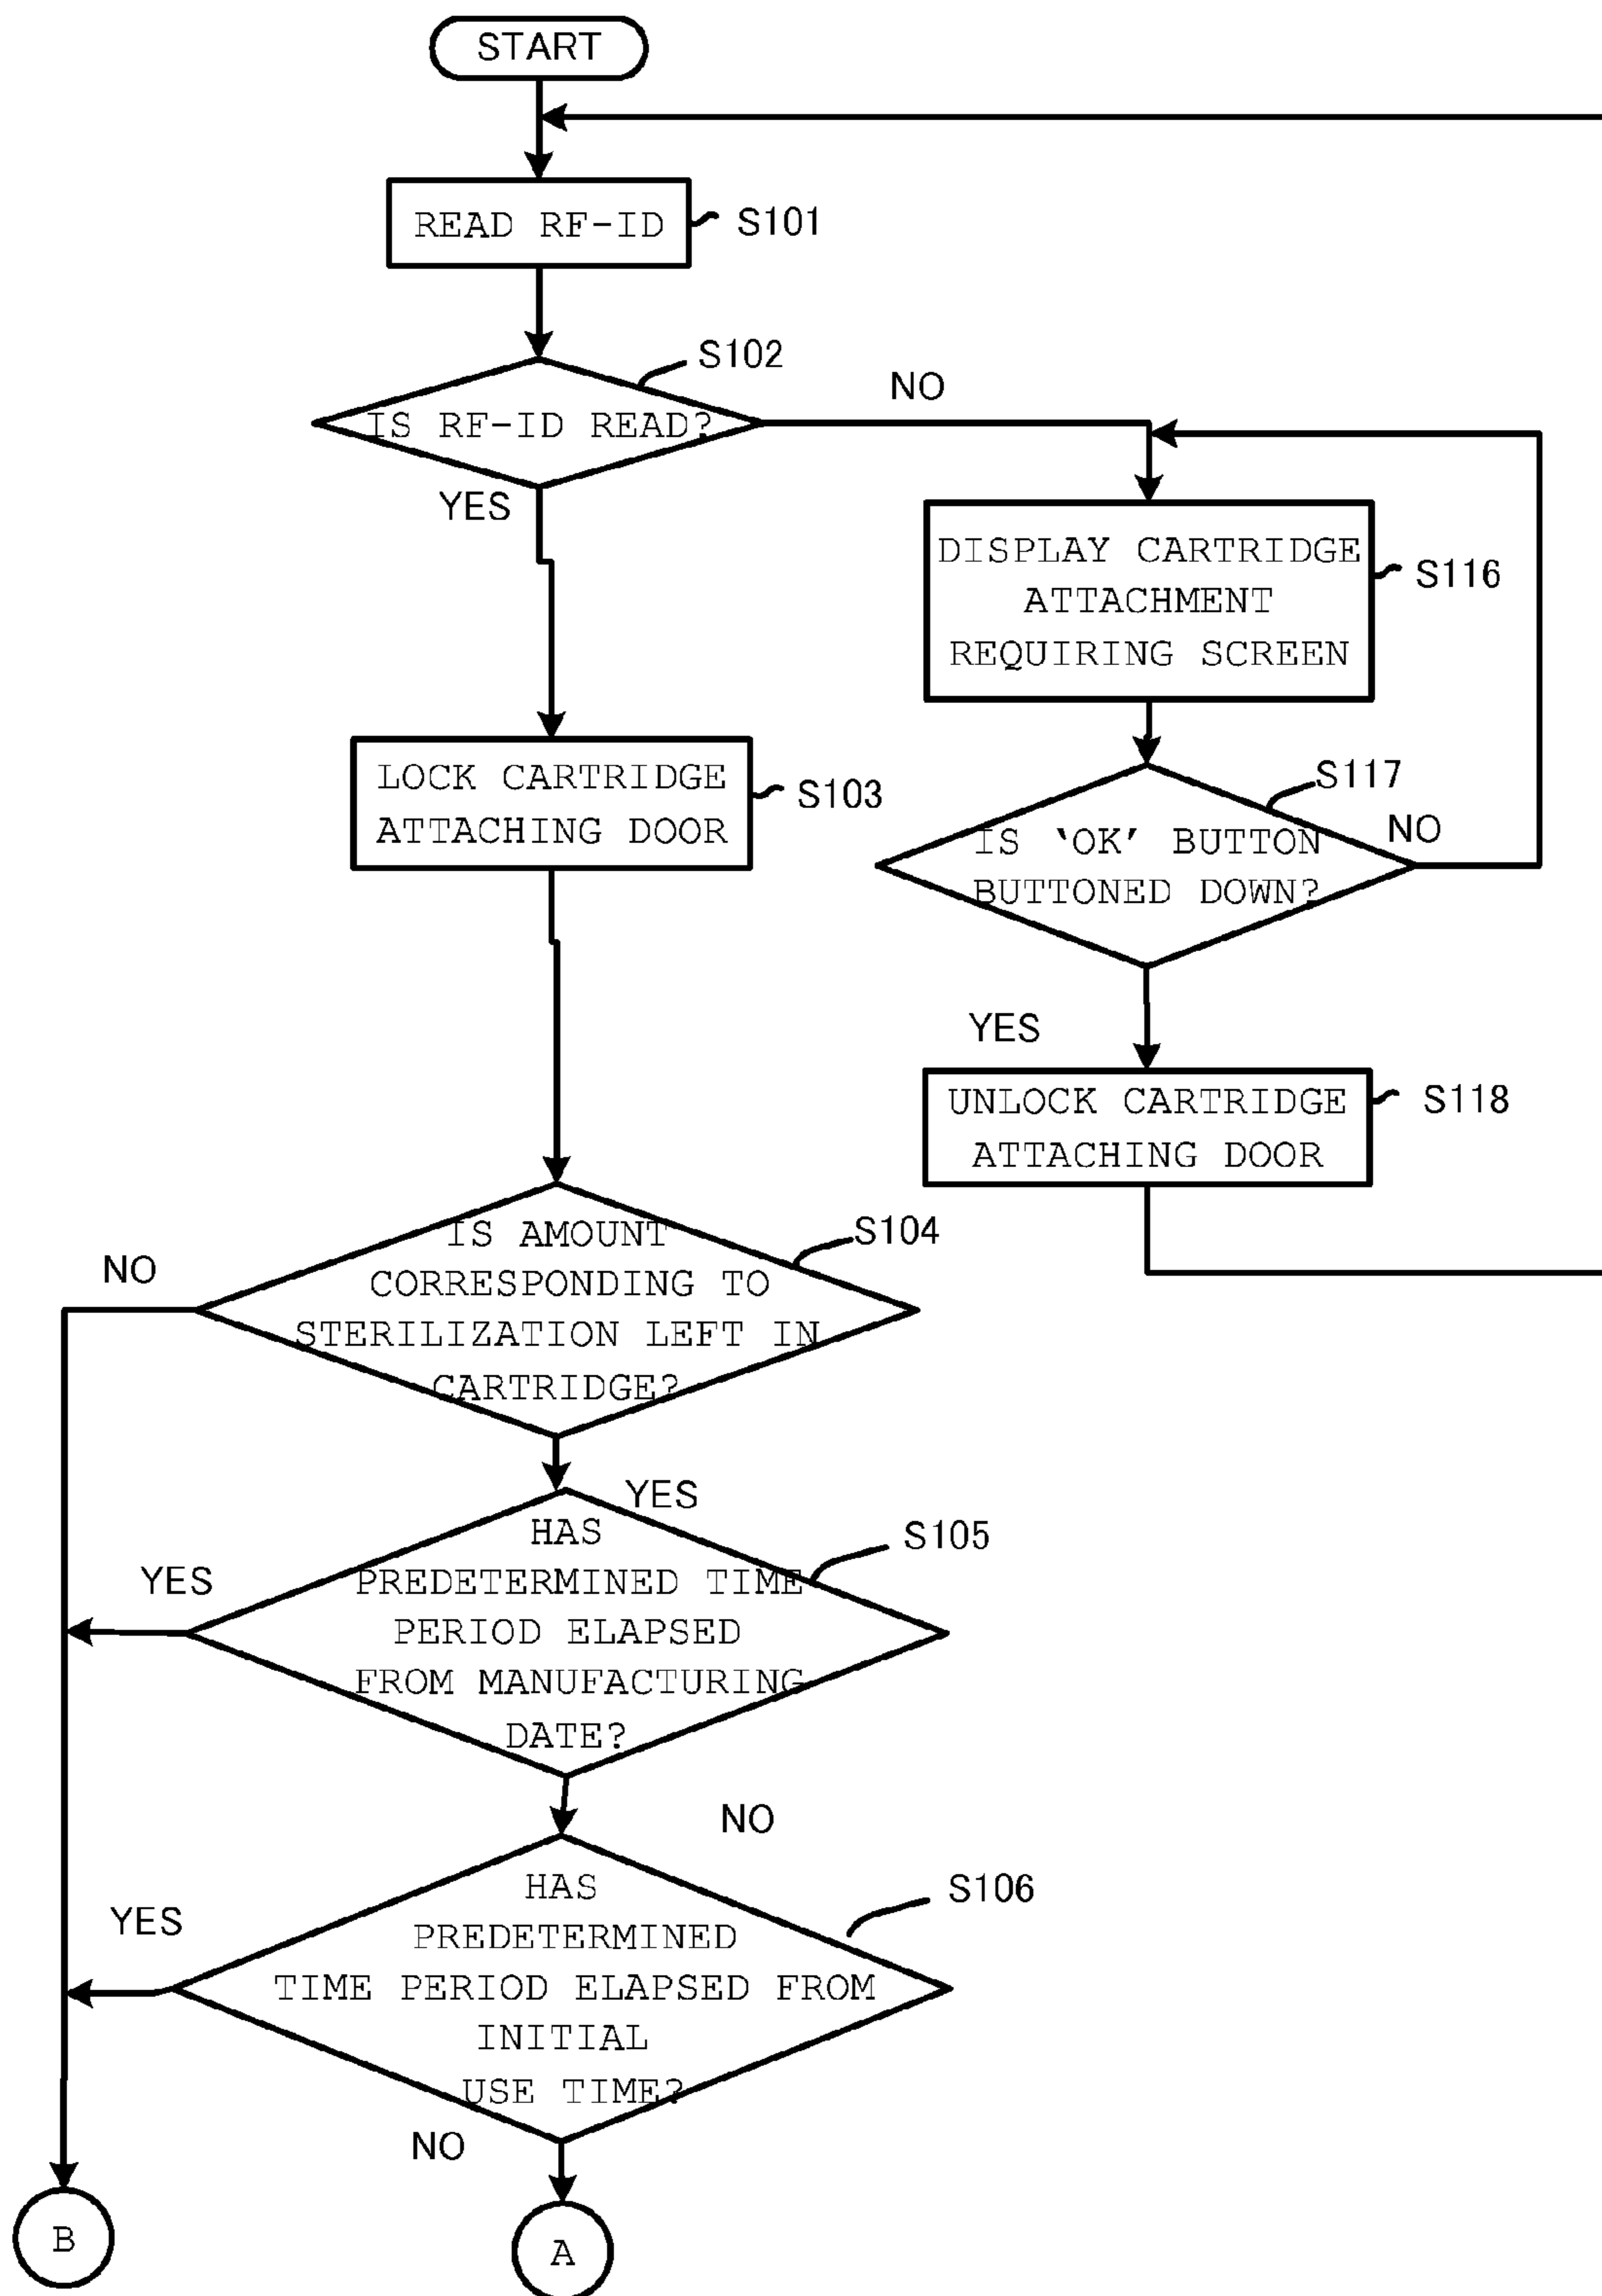 START
READ RF-ID
S101
S102
NO
IS RF-ID READ?
YES
DISPLAY CARTRIDGE
ATTACHMENT
REQUIRING SCREEN
S116
LOCK CARTRIDGE
ATTACHING DOOR
S103
S117
NO
IS ‘OK’ BUTTON
BUTTONED DOWN?
YES
UNLOCK CARTRIDGE
ATTACHING DOOR
S118
S104
NO
IS AMOUNT
CORRESPONDING TO
STERILIZATION LEFT IN
CARTRIDGE?
YES
S105
YES
HAS
PREDETERMINED TIME
PERIOD ELAPSED
FROM MANUFACTURING
DATE?
NO
S106
YES
HAS
PREDETERMINED
TIME PERIOD ELAPSED FROM
INITIAL
USE TIME?
NO
B
A